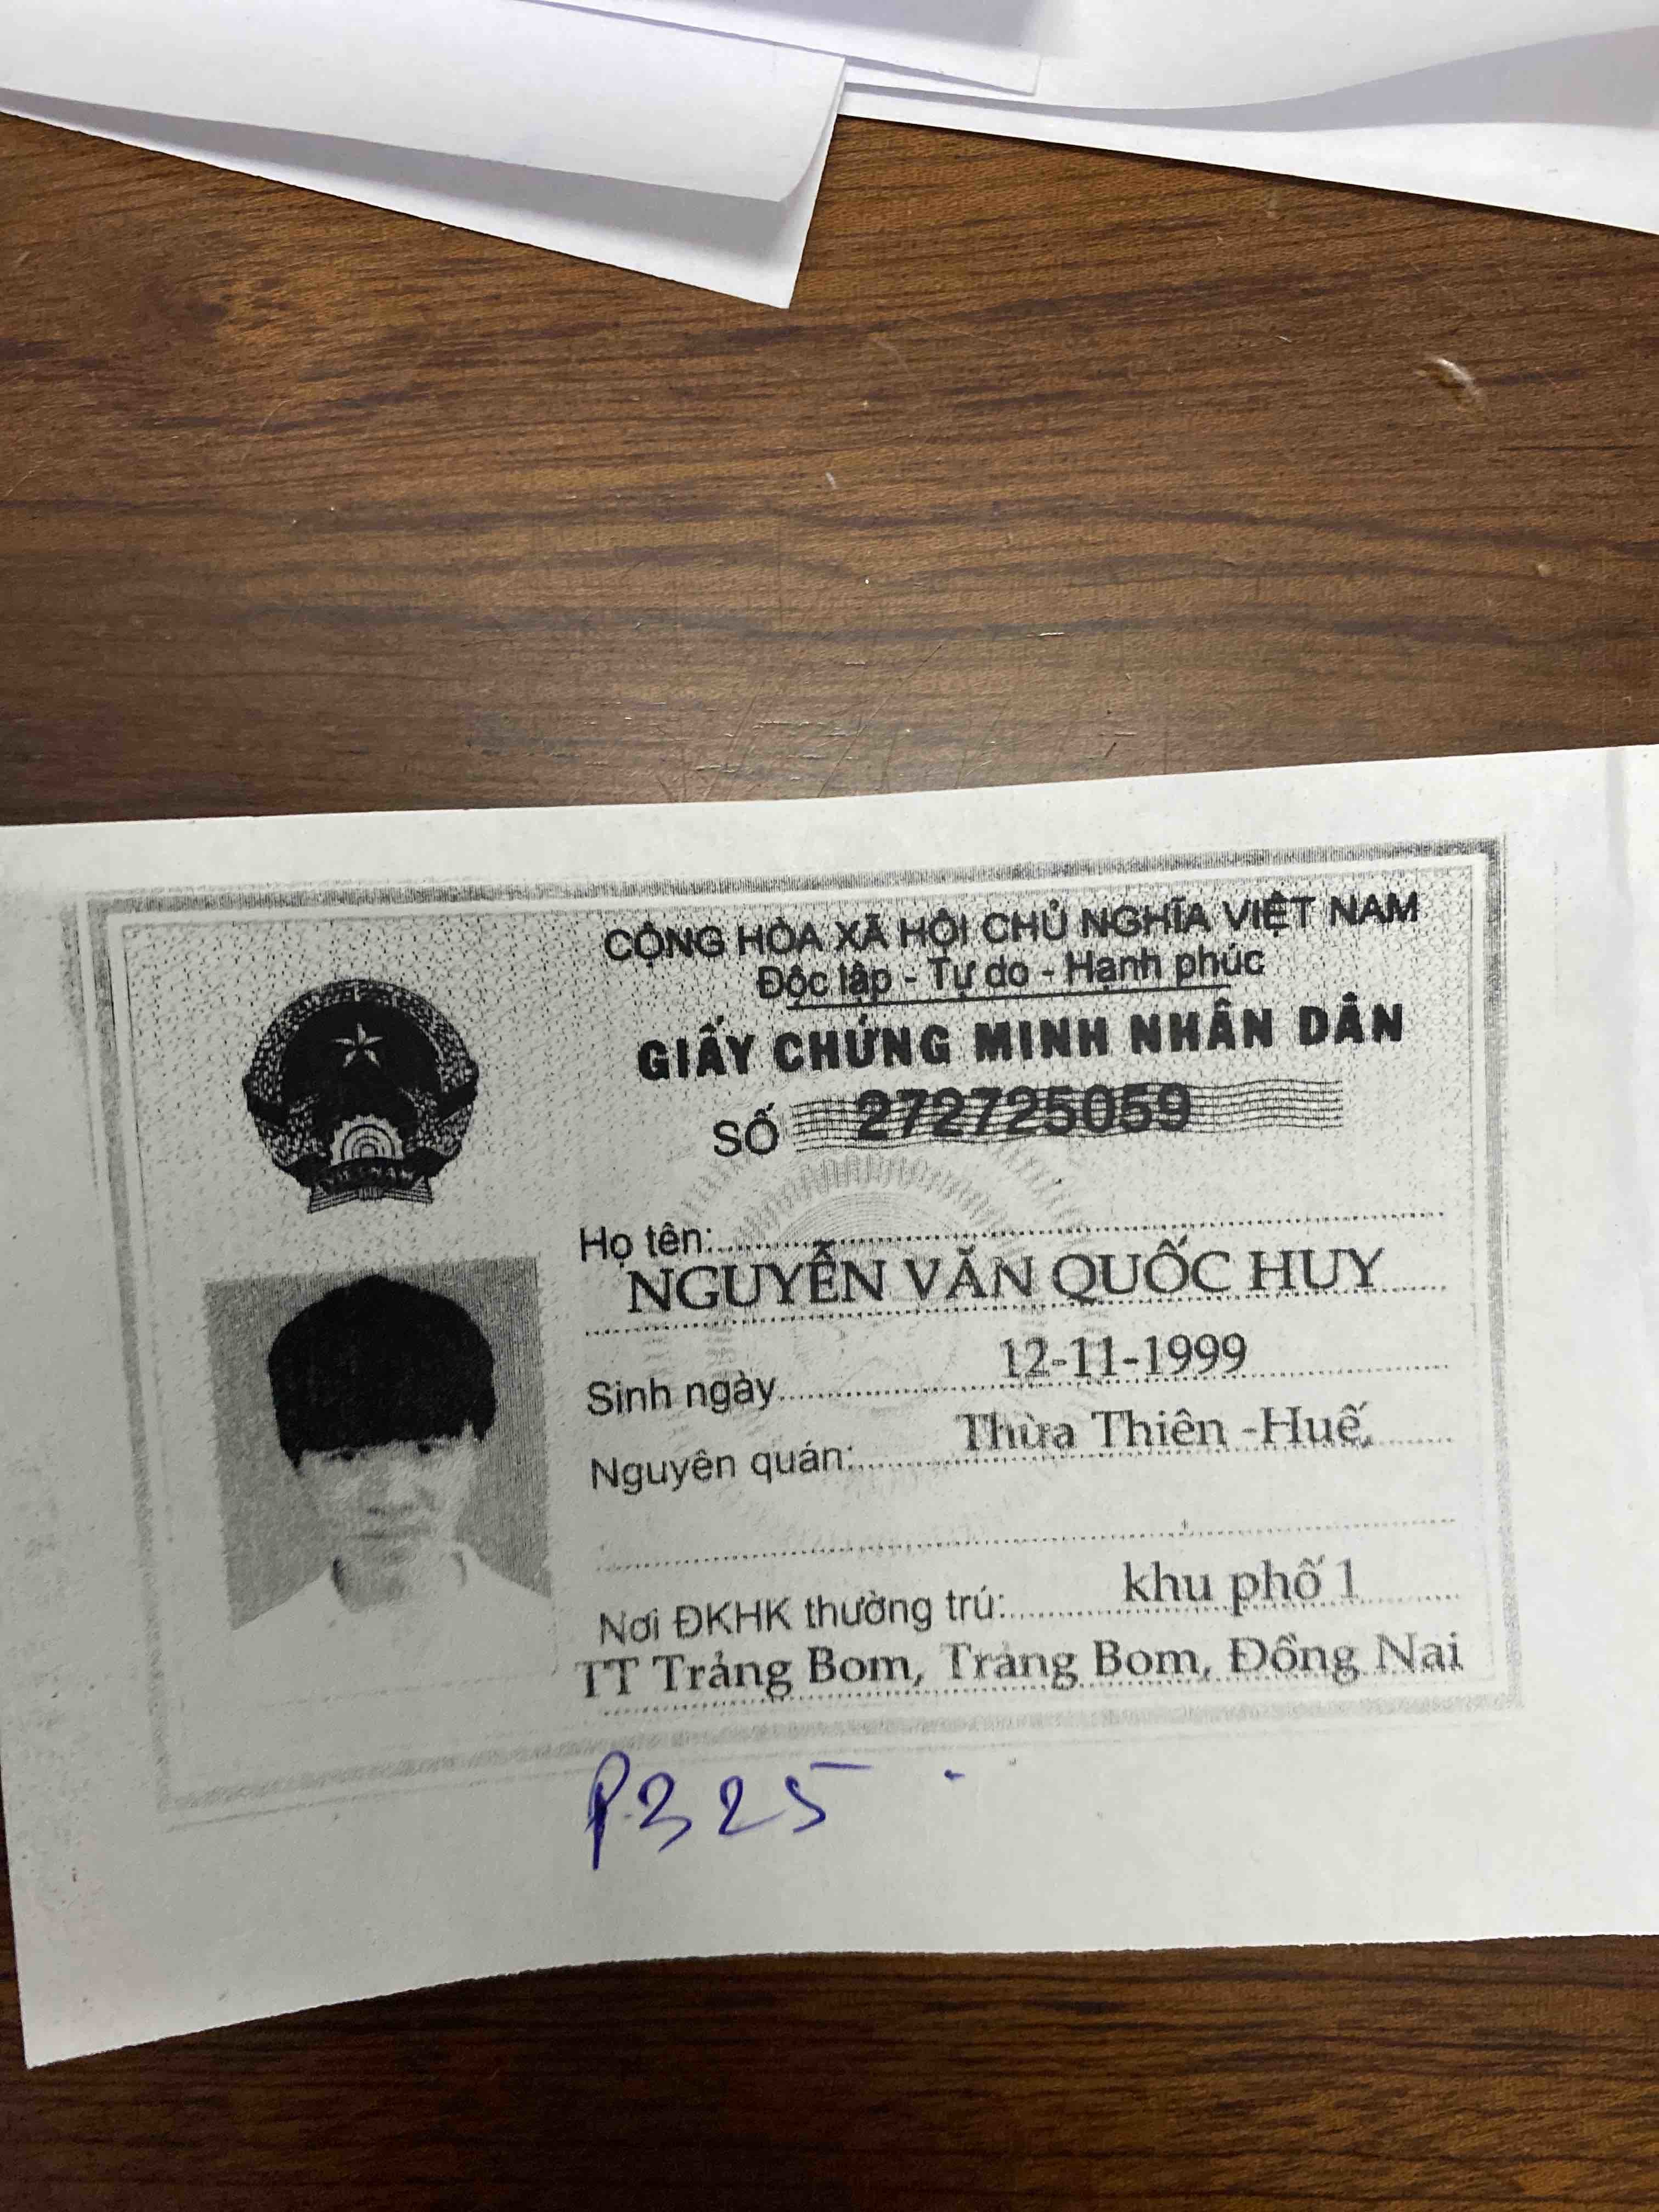 CỘNG HÒA XÃ HỘI CHỦ NGHĨA VIỆT NAM
Độc lập - Tự do - Hạnh phúc
GIẤY CHỨNG MINH NHÂN DÂN
SỐ 272725059
VIỆT NAM
Họ tên:
NGUYỄN VĂN QUỐC HUY
Sinh ngày 12-11-1999
Nguyên quán: Thừa Thiên -Huế
Nơi ĐKHK thường trú: khu phố 1
TT Trảng Bom, Trảng Bom, Đồng Nai
P.325